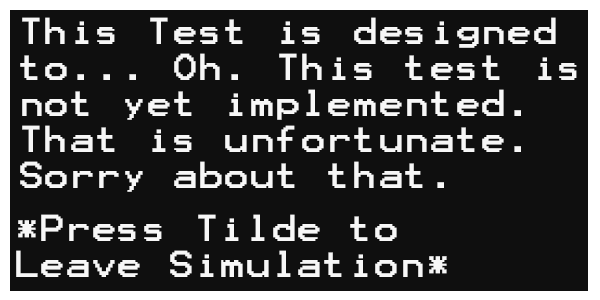 This Test is designed
to... Oh. This test is
not yet implemented.
That is unfortunate.
Sorry about that.
*Press Tilde to
Leave Simulation*